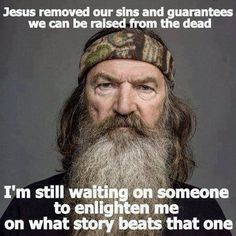 Jesus removed our sins and guarantees
we can be raised from the dead
I'm still waiting on someone
to enlighten me
on what story beats that one